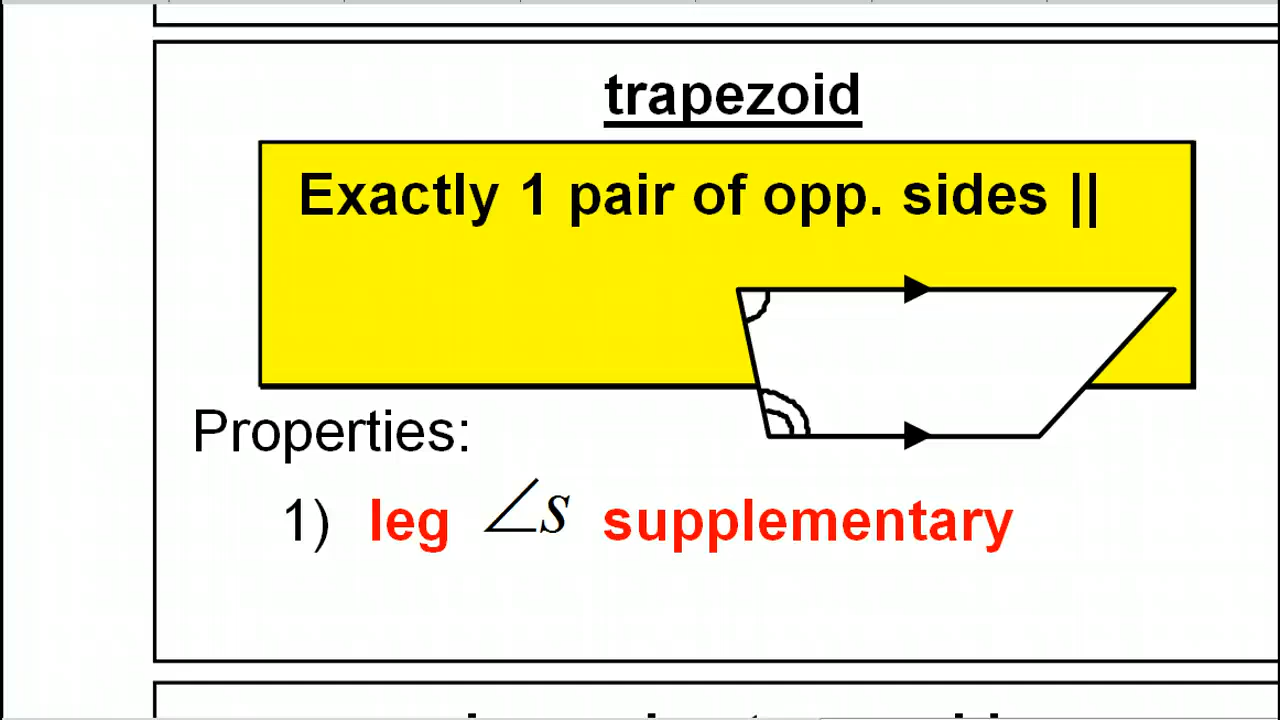 trapezoid
Exactly 1 pair of opp. sides ||
Properties:
1) leg ∠s supplementary